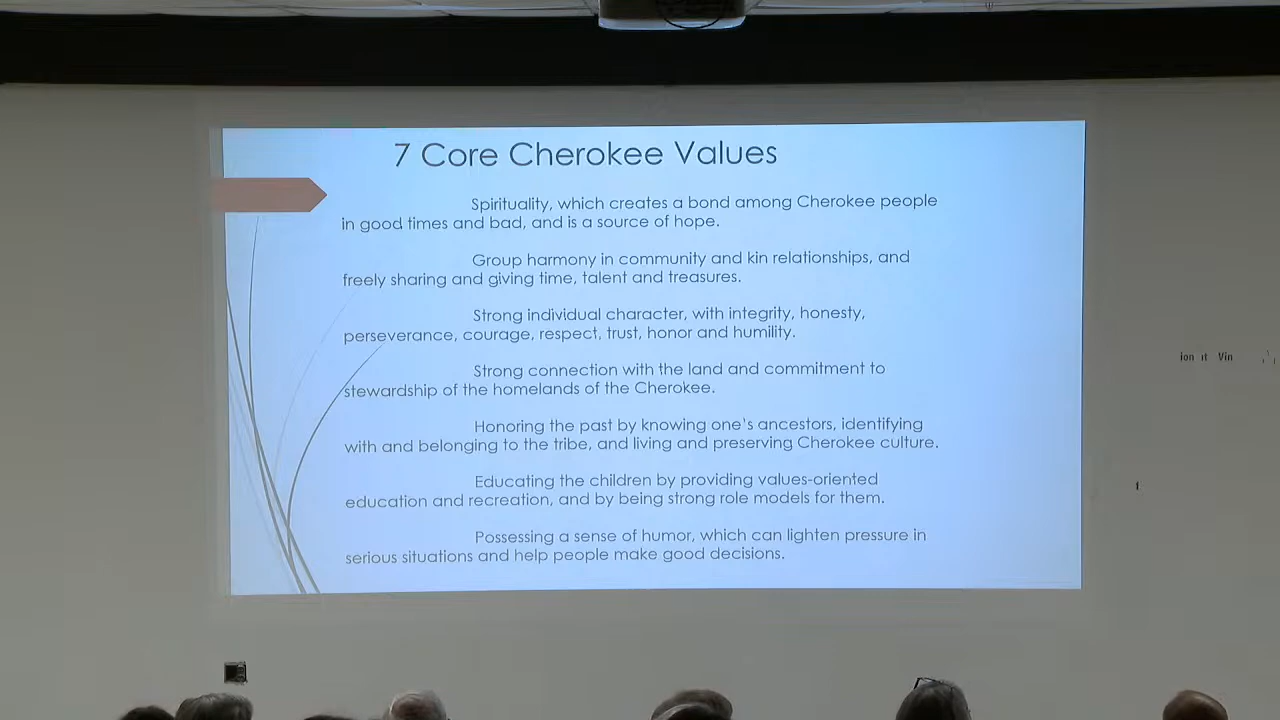 7 Core Cherokee Values
Spirituality, which creates a bond among Cherokee people
in good times and bad, and is a source of hope.
Group harmony in community and kin relationships, and
freely sharing and giving time, talent and treasures.
Strong individual character, with integrity, honesty,
perseverance, courage, respect, trust, honor and humility.
Strong connection with the land and commitment to
stewardship of the homelands of the Cherokee.
Honoring the past by knowing one's ancestors, identifying
with and belonging to the tribe, and living and preserving Cherokee culture.
Educating the children by providing values-oriented
education and recreation, and by being strong role models for them.
Possessing a sense of humor, which can lighten pressure in
serious situations and help people make good decisions.